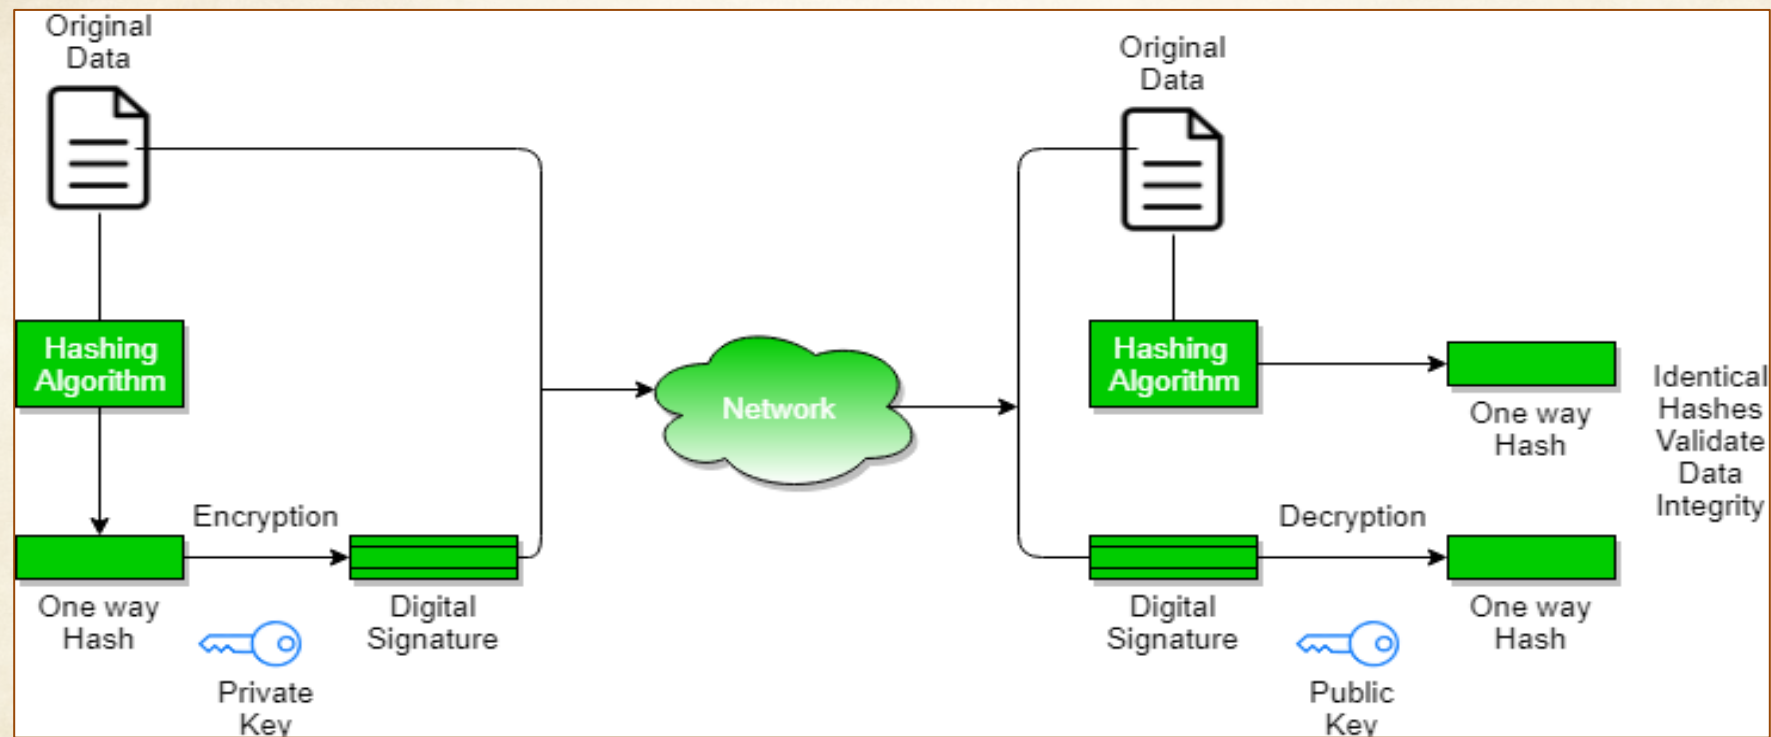 Original
Data
Hashing
Algorithm
One way
Hash
Encryption
Private
Key
Digital
Signature
Network
Original
Data
Hashing
Algorithm
One way
Hash
Digital
Signature
Decryption
Public
Key
One way
Hash
Identical
Hashes
Validate
Data
Integrity